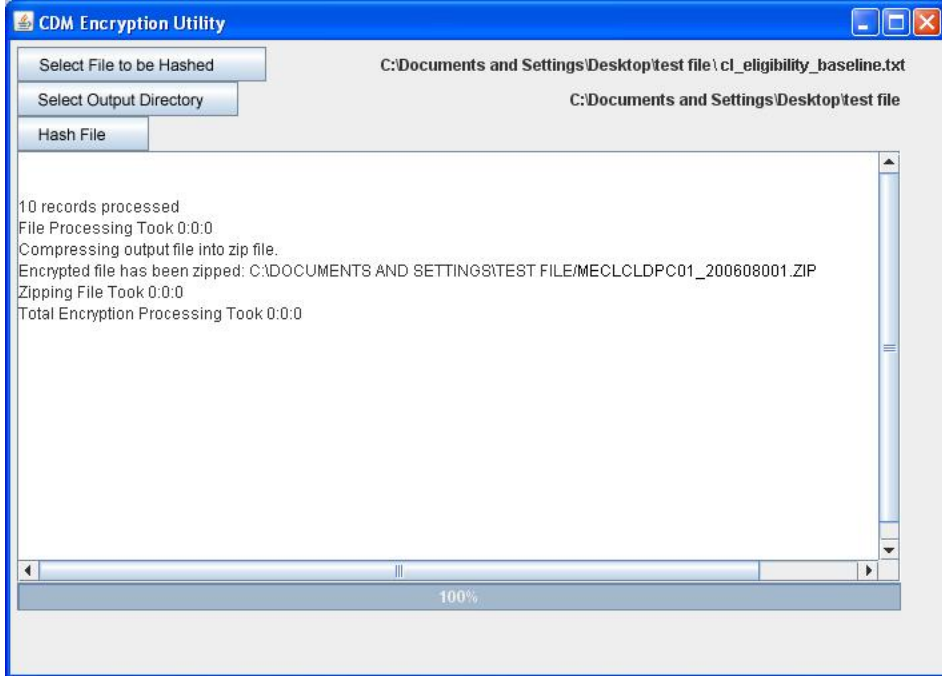 CDM Encryption Utility
Select File to be Hashed
C:\Documents and Settings\Desktop\test file\ cl_eligibility_baseline.txt
Select Output Directory
C:\Documents and Settings\Desktop\test file
Hash File
10 records processed
File Processing Took 0:0:0
Compressing output file into zip file.
Encrypted file has been zipped: C:\DOCUMENTS AND SETTINGS\TEST FILE/MECLCLDPC01_200608001.ZIP
Zipping File Took 0:0:0
Total Encryption Processing Took 0:0:0
100%